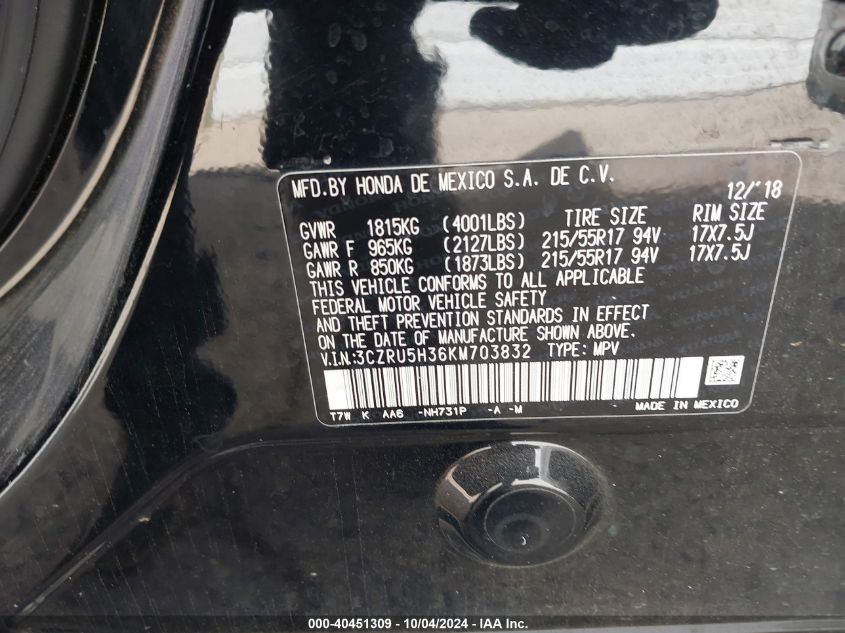 MFD.BY HONDA DE MEXICO S.A. DE C.V.
12/'18
GVWR 1815KG (4001LBS) TIRE SIZE RIM SIZE
GAWR F 965KG (2127LBS) 215/55R17 94V 17X7.5J
GAWR R 850KG (1873LBS) 215/55R17 94V 17X7.5J
THIS VEHICLE CONFORMS TO ALL APPLICABLE
FEDERAL MOTOR VEHICLE SAFETY
AND THEFT PREVENTION STANDARDS IN EFFECT
ON THE DATE OF MANUFACTURE SHOWN ABOVE.
V.I.N:3CZRU5H36KM703832 TYPE: MPV
T7W K AA6 -NH731P -A -M
MADE IN MEXICO
000-40451309 - 10/04/2024 - IAA Inc.